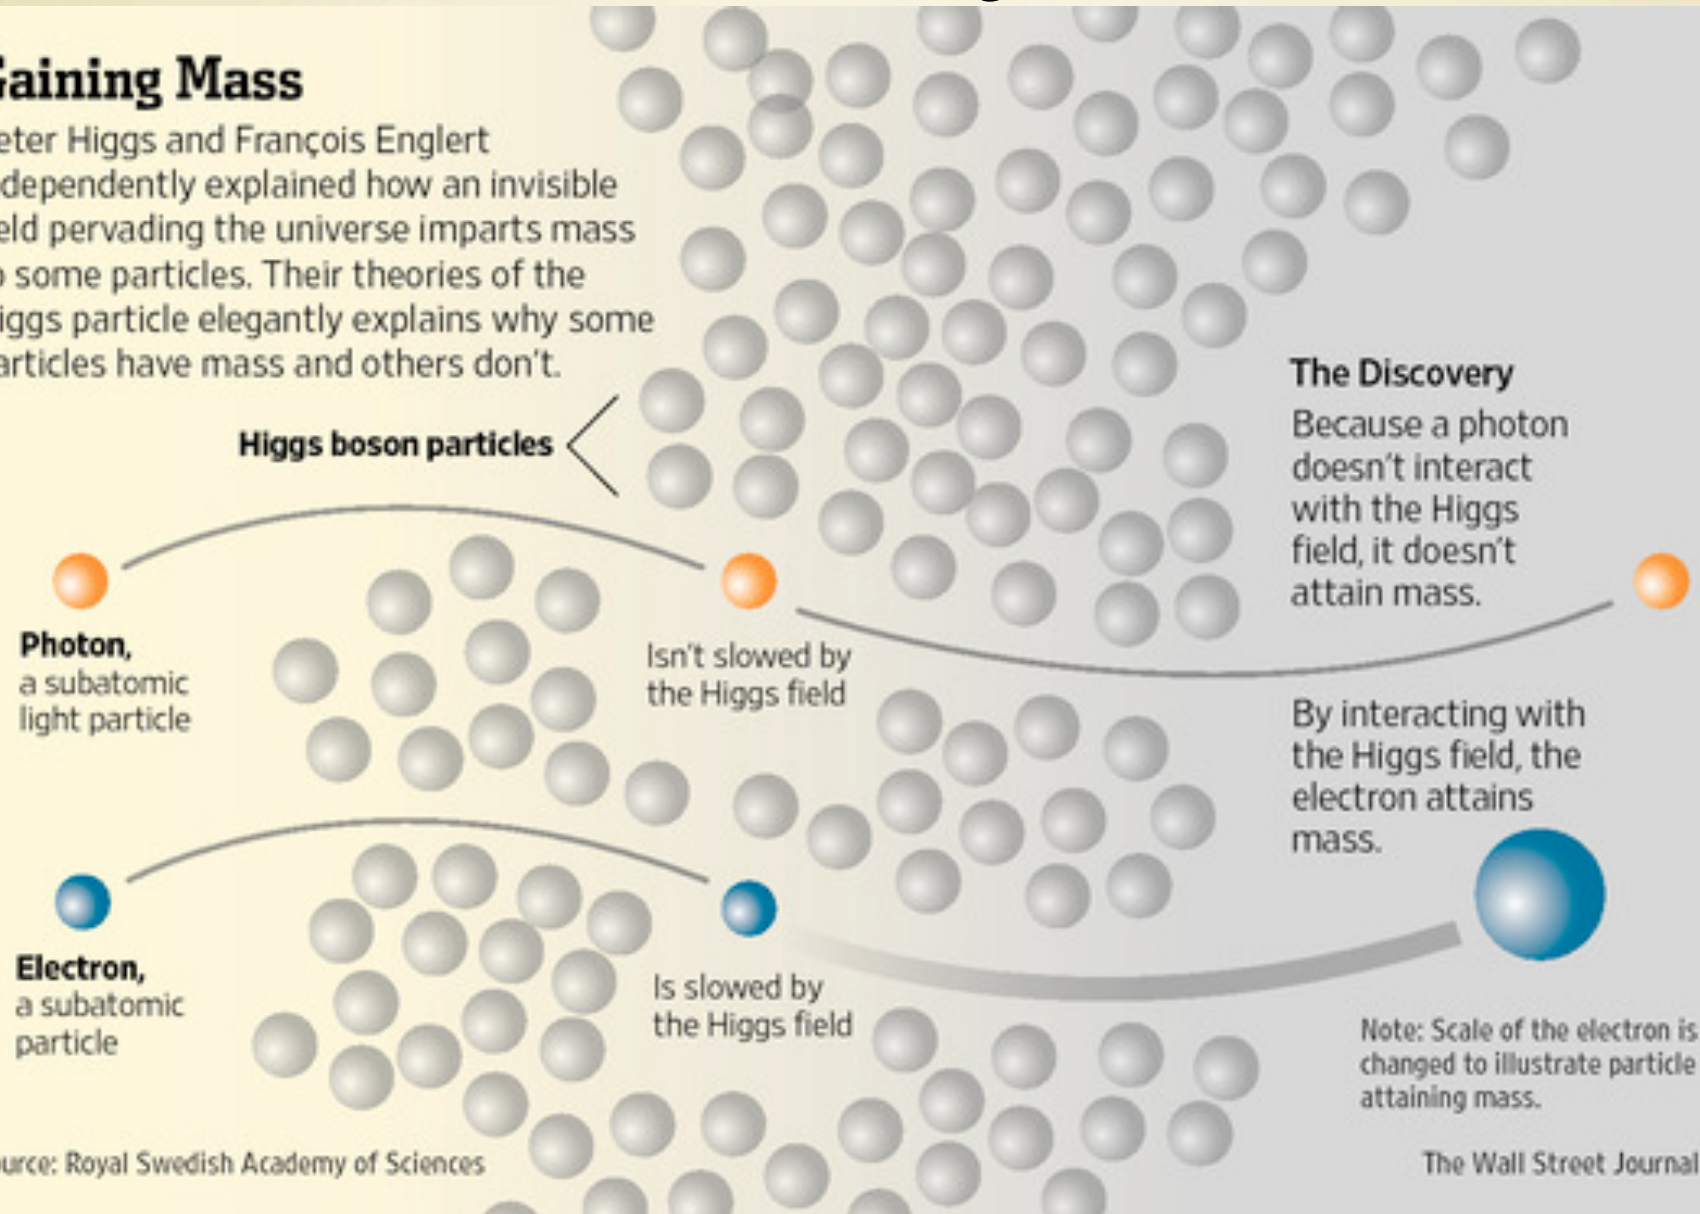 aining Mass
eter Higgs and François Englert
dependently explained how an invisible
eld pervading the universe imparts mass
o some particles. Their theories of the
iggs particle elegantly explains why some
articles have mass and others don't.
Higgs boson particles
The Discovery
Because a photon
doesn't interact
with the Higgs
field, it doesn't
attain mass.
Photon,
a subatomic
light particle
Isn't slowed by
the Higgs field
By interacting with
the Higgs field, the
electron attains
mass.
Electron,
a subatomic
particle
Is slowed by
the Higgs field
Note: Scale of the electron is
changed to illustrate particle
attaining mass.
urce: Royal Swedish Academy of Sciences
The Wall Street Journal